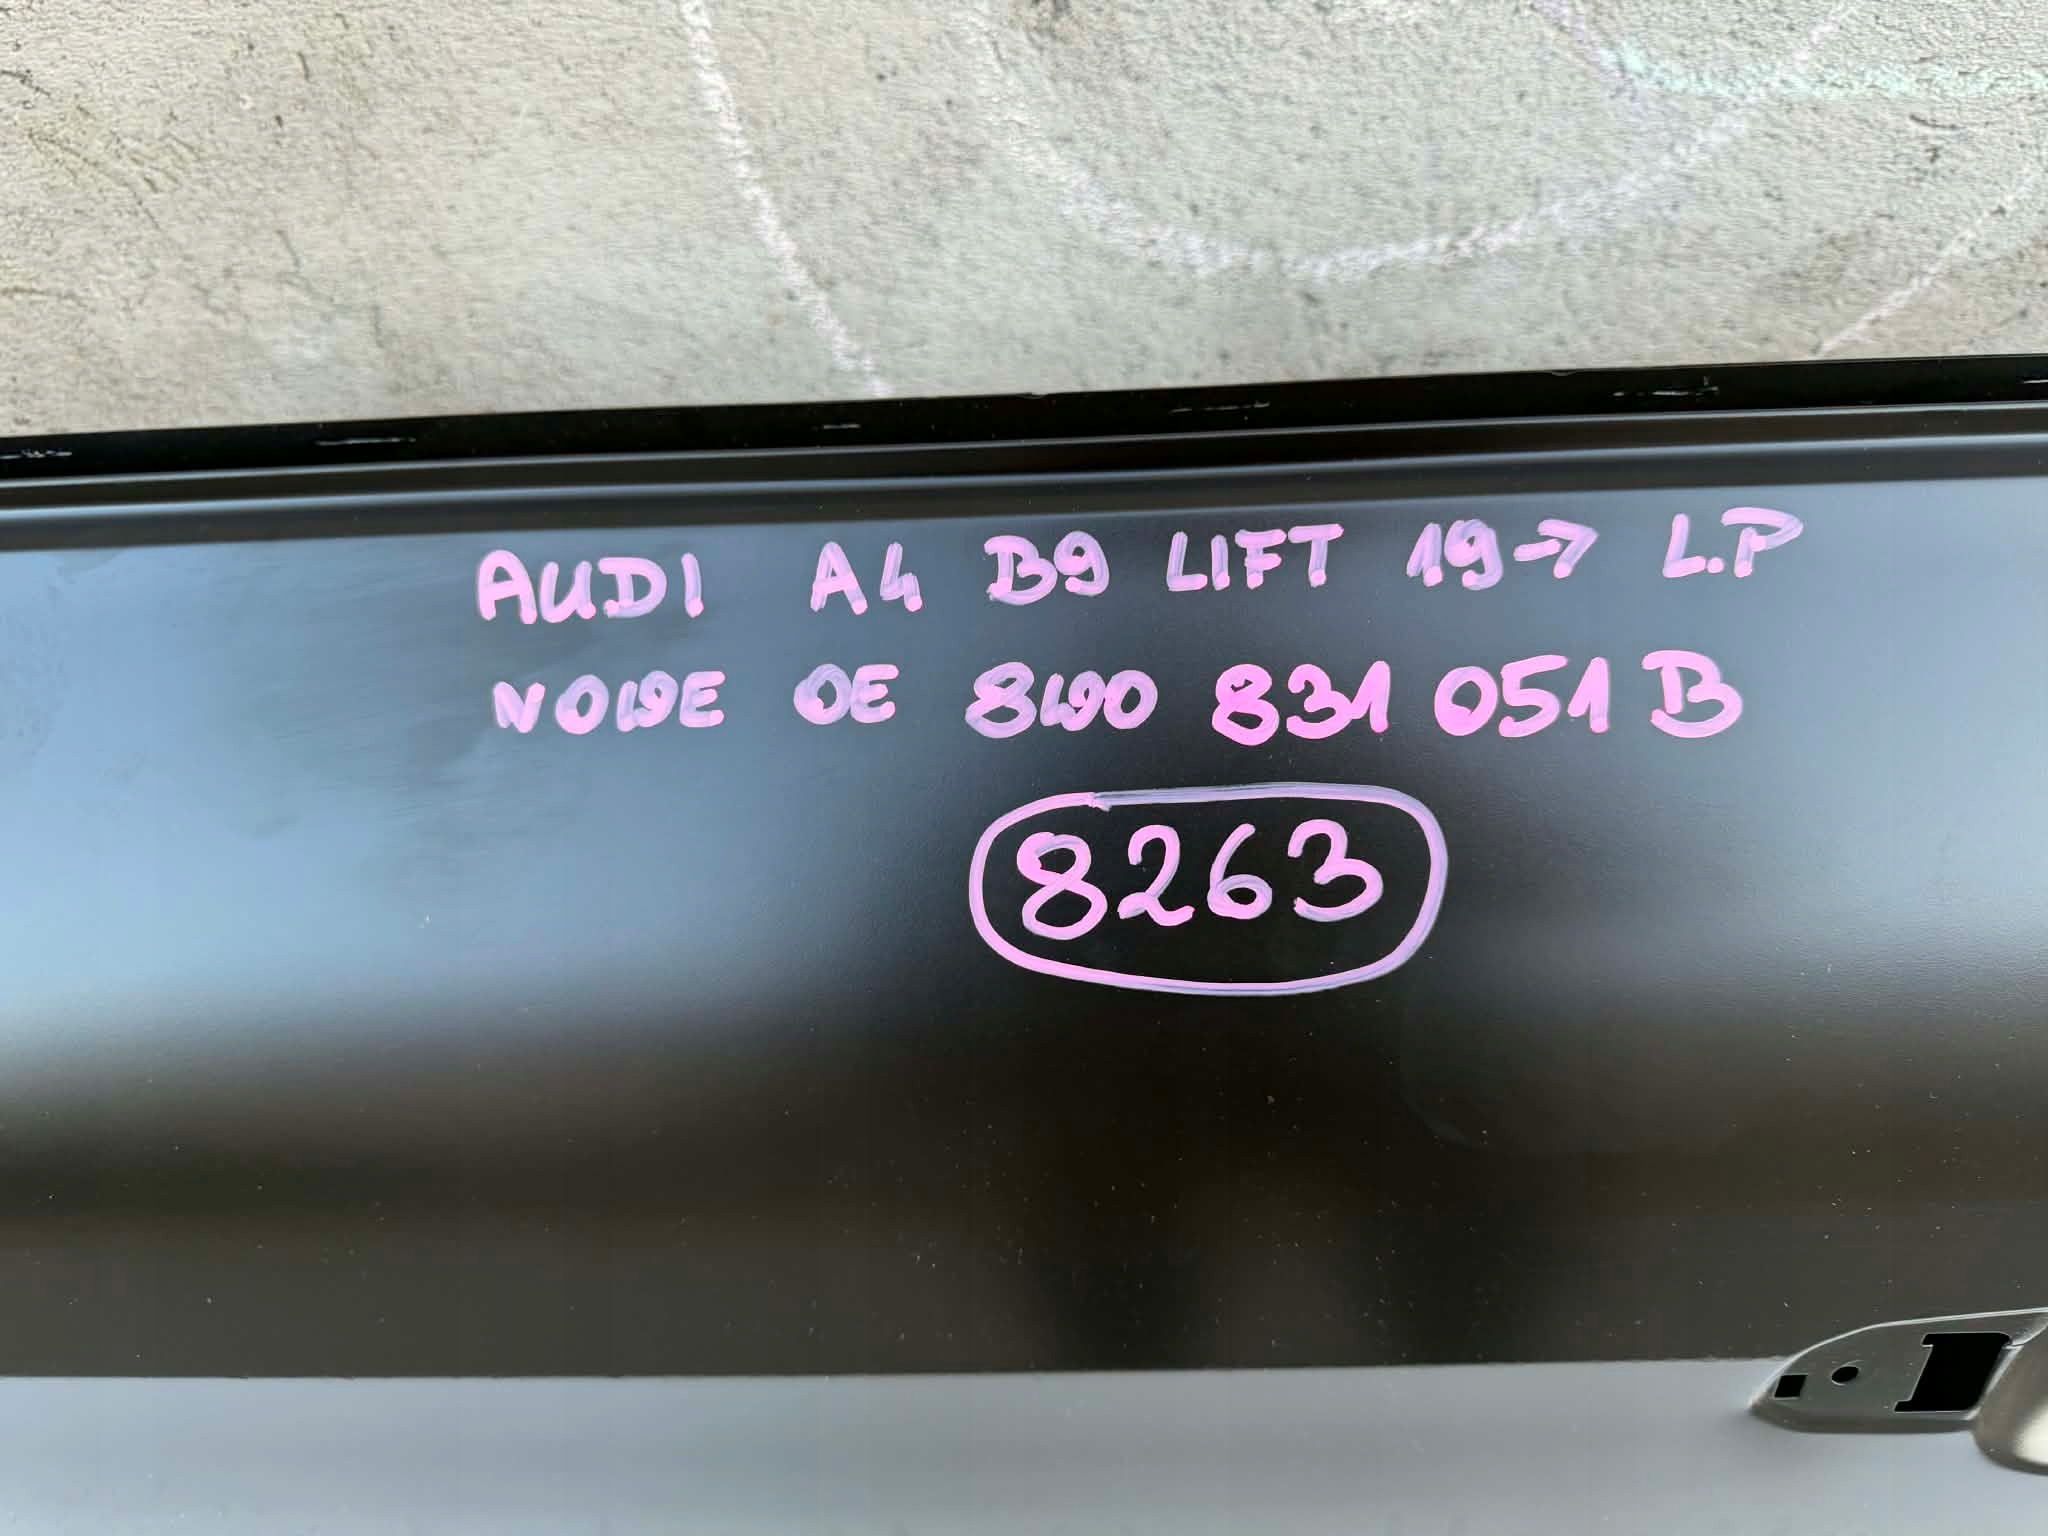 AUDI A4 B9 LIFT 19→ L.P
NOWE OE 8W0 831 051 B
8263